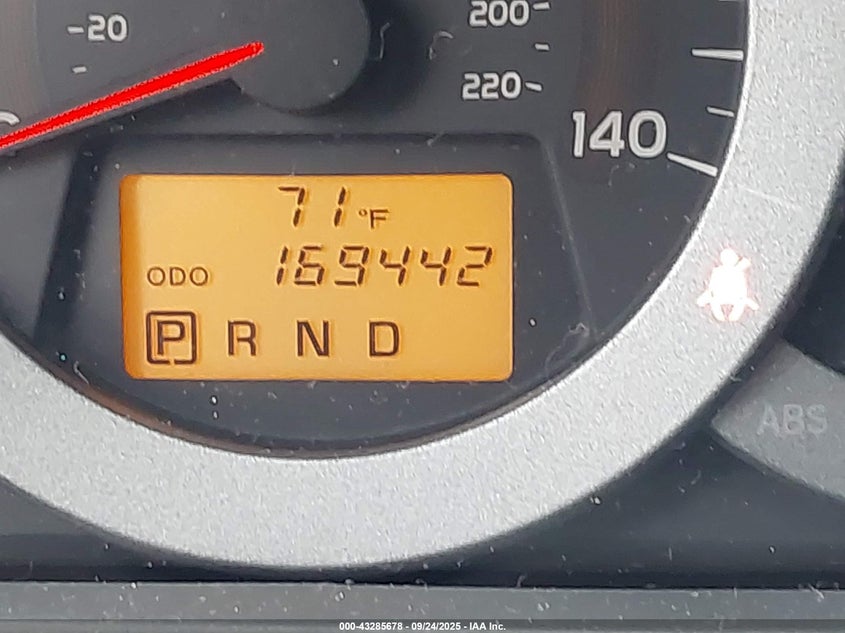 -20
200
220
140
71 °F
ODO 169442
P R N D
ABS
000-43285678 - 09/24/2025 - IAA Inc.